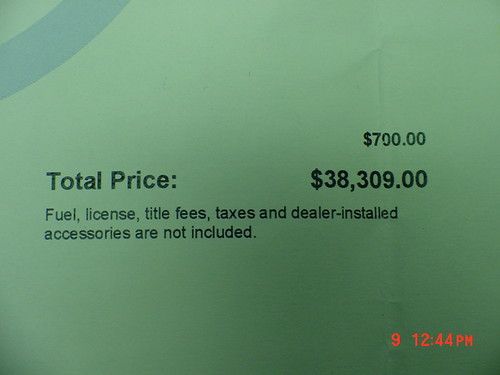 $700.00
Total Price: $38,309.00
Fuel, license, title fees, taxes and dealer-installed
accessories are not included.
9 12:44PM